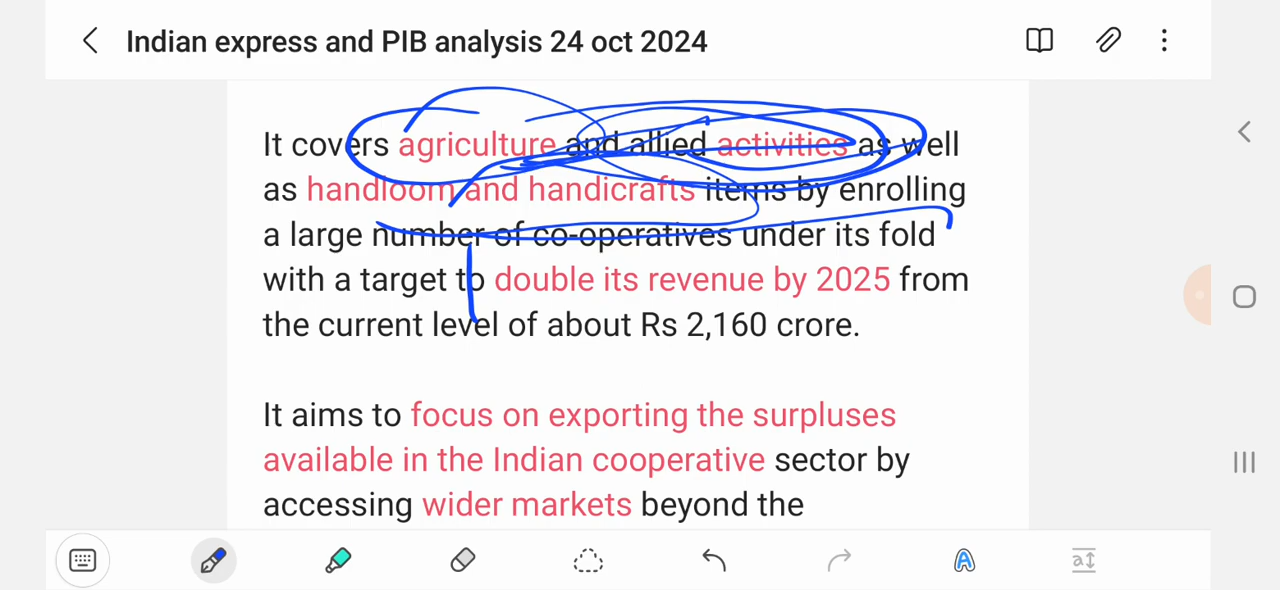 Indian express and PIB analysis 24 oct 2024
It covers agriculture and allied activities as well
as handloom and handicrafts items by enrolling
a large number of co-operatives under its fold
with a target to double its revenue by 2025 from
the current level of about Rs 2,160 crore.
It aims to focus on exporting the surpluses
available in the Indian cooperative sector by
accessing wider markets beyond the